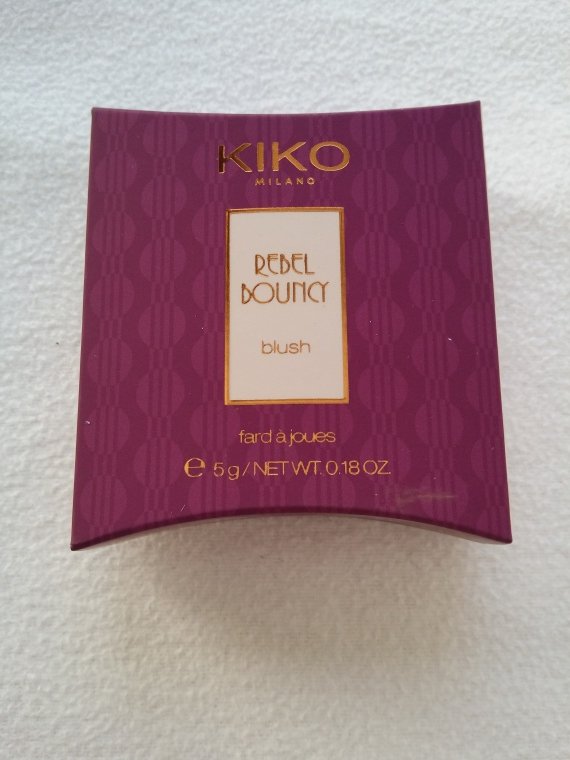 KIKO
MILANO
REBEL
BOUNCY
blush
fard à joues
℮ 5 g / NET WT. 0.18 OZ.